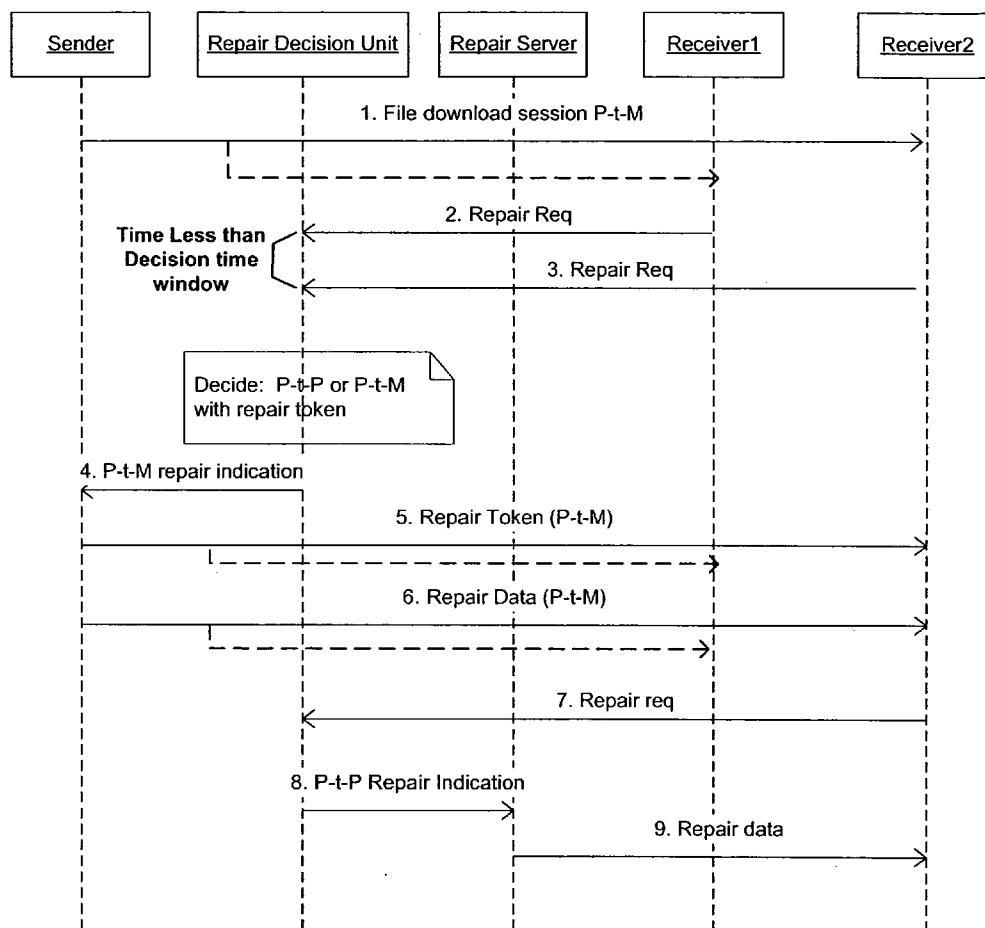 Sender
Repair Decision Unit
Repair Server
Receiver1
Receiver2
1. File download session P-t-M
2. Repair Req
Time Less than
Decision time
window
3. Repair Req
Decide: P-t-P or P-t-M
with repair token
4. P-t-M repair indication
5. Repair Token (P-t-M)
6. Repair Data (P-t-M)
7. Repair req
8. P-t-P Repair Indication
9. Repair data